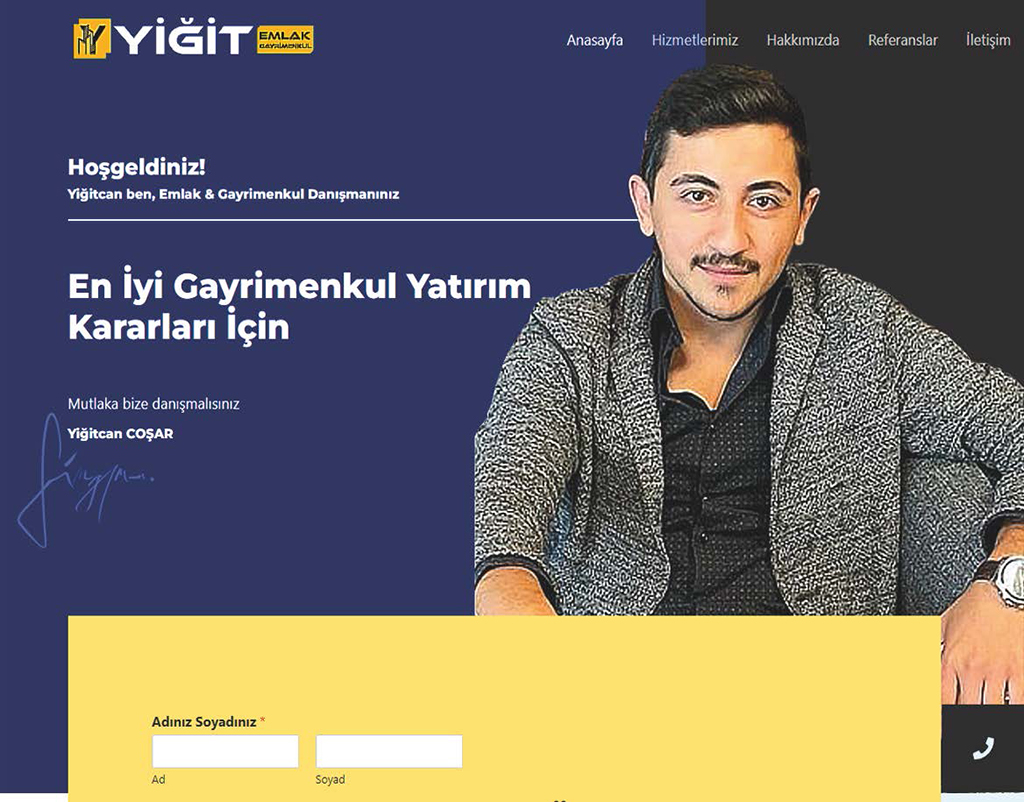 YİĞİT EMLAK GAYRİMENKUL
Anasayfa Hizmetlerimiz Hakkımızda Referanslar İletişim
Hoşgeldiniz!
Yiğitcan ben, Emlak & Gayrimenkul Danışmanınız
En İyi Gayrimenkul Yatırım
Kararları İçin
Mutlaka bize danışmalısınız
Yiğitcan COŞAR
Adınız Soyadınız *
Ad Soyad